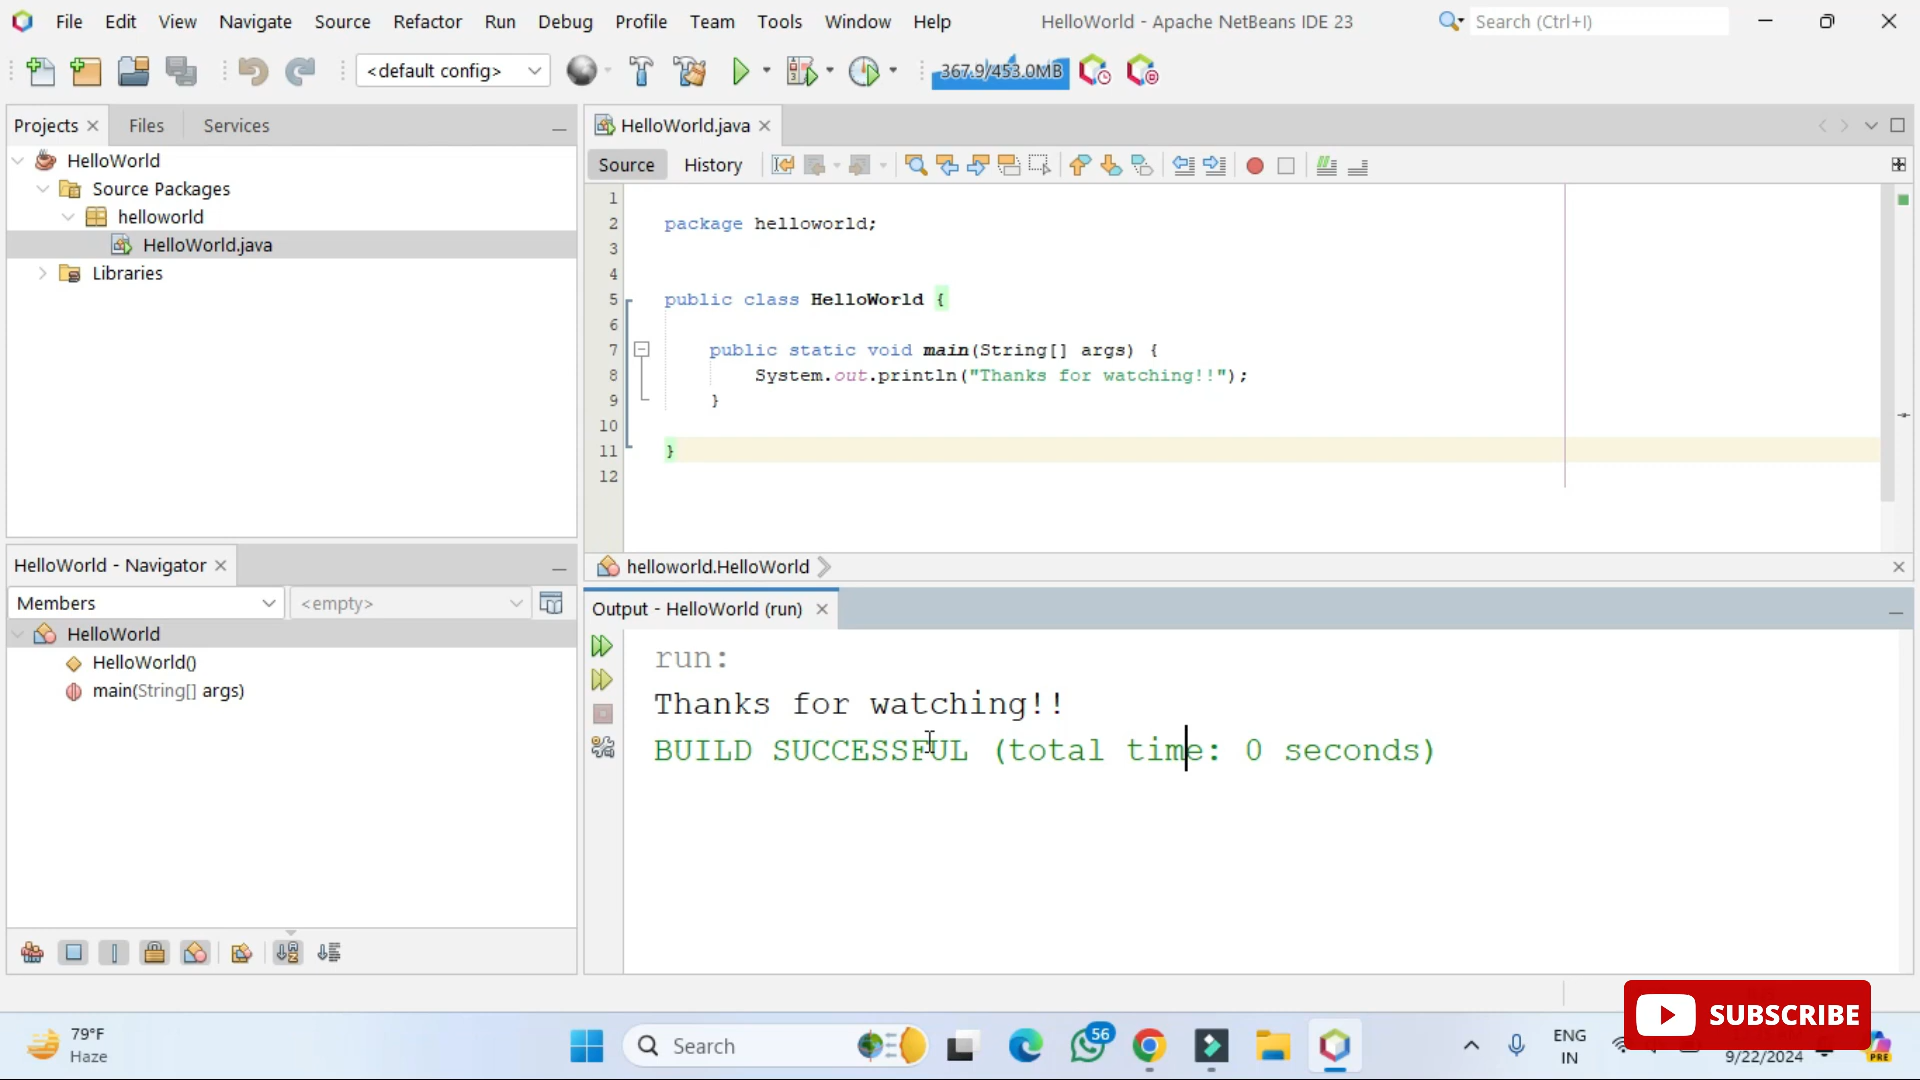 File Edit View Navigate Source Refactor Run Debug Profile Team Tools Window Help
HelloWorld - Apache NetBeans IDE 23
Search (Ctrl+I)
<default config>
367.9/453.0MB
Projects
Files
Services
HelloWorld
Source Packages
helloworld
HelloWorld.java
Libraries
HelloWorld.java
Source
History
1
2 package helloworld;
3
4
5 public class HelloWorld {
6
7 public static void main(String[] args) {
8 System.out.println("Thanks for watching!!");
9 }
10
11 }
12
helloworld.HelloWorld
HelloWorld - Navigator
Members
<empty>
HelloWorld
HelloWorld()
main(String[] args)
Output - HelloWorld (run)
run:
Thanks for watching!!
BUILD SUCCESSFUL (total time: 0 seconds)
SUBSCRIBE
79°F
Haze
Search
56
ENG
IN
9/22/2024
PRE